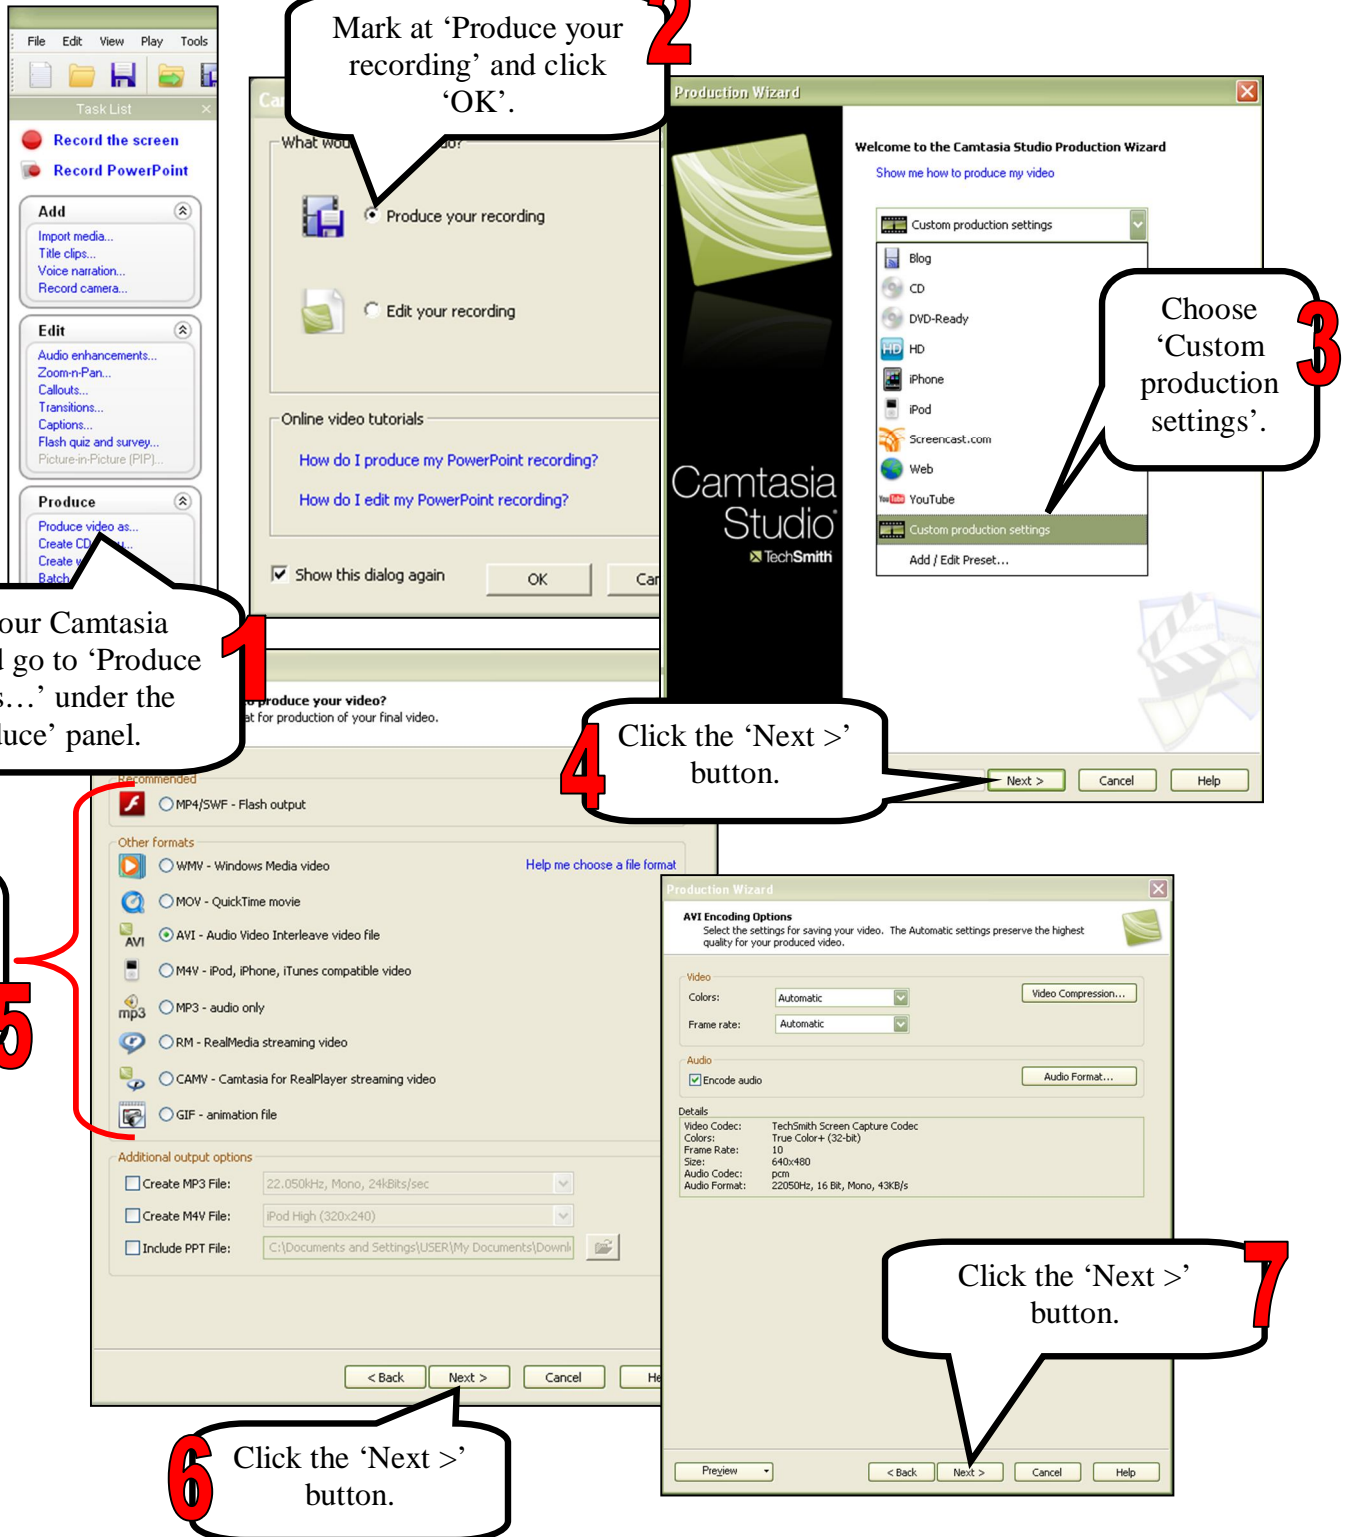 File Edit View Play Tools
Task List
Record the screen
Record PowerPoint
Add
Import media...
Title clips...
Voice narration...
Record camera...
Edit
Audio enhancements...
Zoom-n-Pan...
Callouts...
Transitions...
Captions...
Flash quiz and survey...
Picture-in-Picture (PIP)...
Produce
Produce video as...
Create
Create
Batch
our Camtasia
go to ‘Produce
s…’ under the
duce’ panel.
1
Mark at ‘Produce your
recording’ and click
‘OK’.
2
What
do?
Produce your recording
Edit your recording
Online video tutorials
How do I produce my PowerPoint recording?
How do I edit my PowerPoint recording?
Show this dialog again
OK
Production Wizard
Welcome to the Camtasia Studio Production Wizard
Show me how to produce my video
Custom production settings
Blog
CD
DVD-Ready
HD
iPhone
iPod
Screencast.com
Web
YouTube
Custom production settings
Add / Edit Preset...
Camtasia
Studio
TechSmith
Choose
‘Custom
production
settings’.
3
Click the ‘Next >’
button.
4
Next > Cancel Help
produce your video?
at for production of your final video.
Recommended
MP4/SWF - Flash output
Other formats
WMV - Windows Media video
Help me choose a file format
MOV - QuickTime movie
AVI
AVI - Audio Video Interleave video file
M4V - iPod, iPhone, iTunes compatible video
mp3
MP3 - audio only
RM - RealMedia streaming video
CAMV - Camtasia for RealPlayer streaming video
GIF - animation file
5
Additional output options
Create MP3 File: 22.050kHz, Mono, 24kBits/sec
Create M4V File: iPod High (320x240)
Include PPT File: C:\Documents and Settings\USER\My Documents\Downl
< Back Next > Cancel
Click the ‘Next >’
button.
6
Production Wizard
AVI Encoding Options
Select the settings for saving your video. The Automatic settings preserve the highest
quality for your produced video.
Video
Colors: Automatic
Video Compression...
Frame rate: Automatic
Audio
Encode audio
Audio Format...
Details
Video Codec: TechSmith Screen Capture Codec
Colors: True Color+ (32-bit)
Frame Rate: 10
Size: 640x480
Audio Codec: pcm
Audio Format: 22050Hz, 16 Bit, Mono, 43KB/s
Click the ‘Next >’
button.
7
Preview
< Back Next > Cancel Help